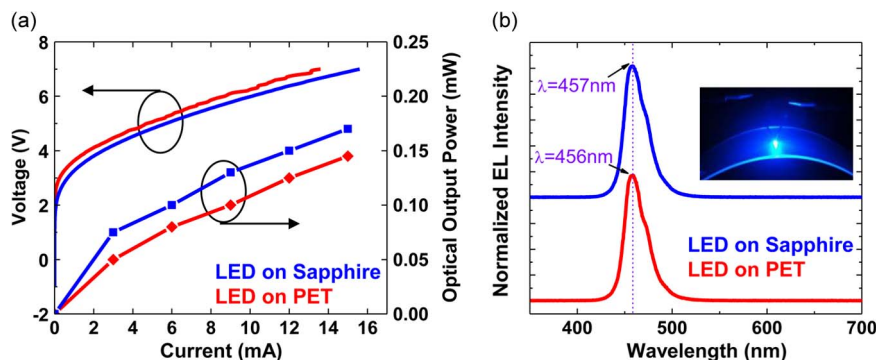 (a)
8
6
4
2
0
-2
Voltage (V)
0 2 4 6 8 10 12 14 16
Current (mA)
0.25
0.20
0.15
0.10
0.05
0.00
Optical Output Power (mW)
LED on Sapphire
LED on PET
(b)
Normalized EL Intensity
λ=457nm
λ=456nm
LED on Sapphire
LED on PET
400 500 600 700
Wavelength (nm)